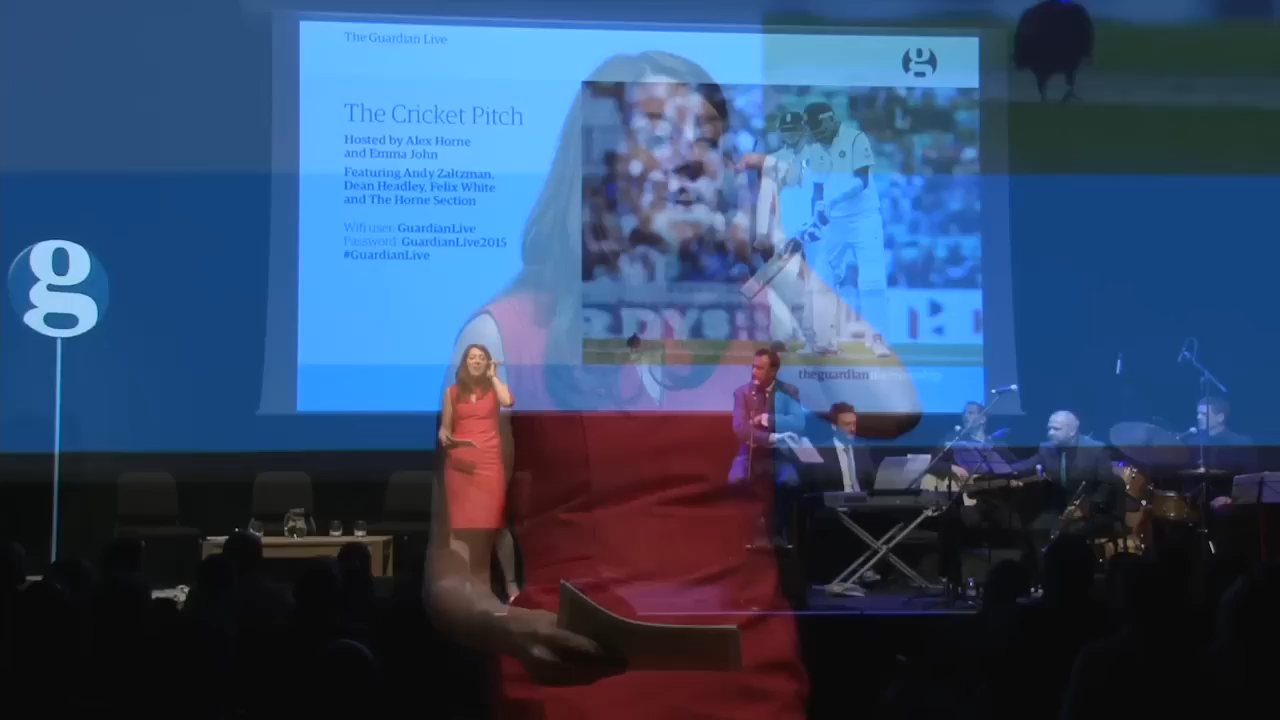 The Guardian Live
g
The Cricket Pitch
Hosted by Alex Horne
and Emma John
Featuring Andy Zaltzman,
Dean Headley, Felix White
and The Horne Section
Wifi user: GuardianLive
Password: GuardianLive2015
#GuardianLive
g
theguardian